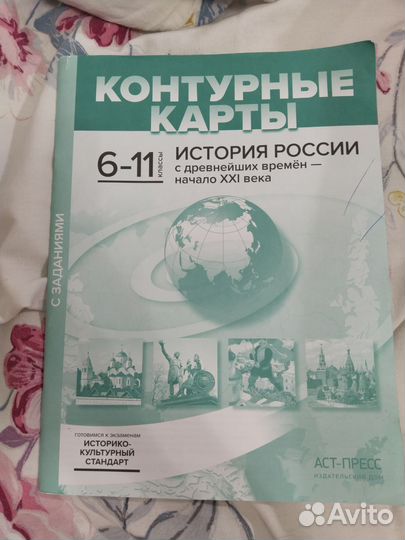 КОНТУРНЫЕ
КАРТЫ
6-11 классы
ИСТОРИЯ РОССИИ
с древнейших времён —
начало XXI века
С ЗАДАНИЯМИ
готовимся к экзаменам
ИСТОРИКО-
КУЛЬТУРНЫЙ
СТАНДАРТ
АСТ-ПРЕСС
ИЗДАТЕЛЬСКИЙ ДОМ
Avito